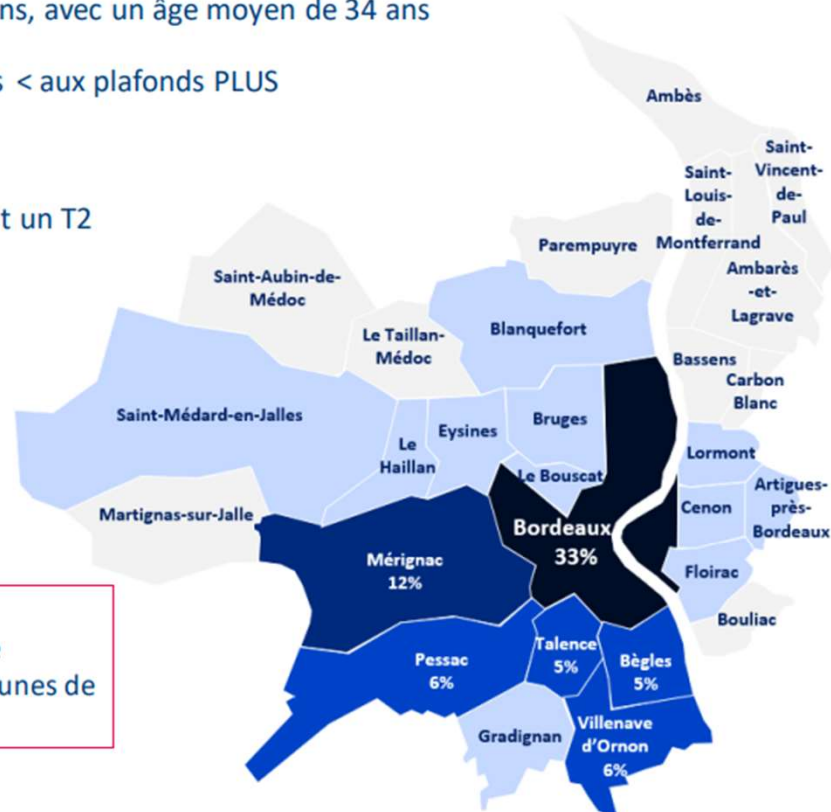 ns, avec un âge moyen de 34 ans
s < aux plafonds PLUS
t un T2
Ambès
Saint-
Vincent-
de-
Paul
Saint-
Louis-
de-
Montferrand
Parempuyre
Ambarès
-et-
Lagrave
Saint-Aubin-de-
Médoc
Le Taillan-
Médoc
Blanquefort
Bassens
Carbon
Blanc
Saint-Médard-en-Jalles
Le
Haillan
Eysines
Bruges
Le Bouscat
Lormont
Cenon
Artigues-
près-
Bordeaux
Martignas-sur-Jalle
Bordeaux
33%
Mérignac
12%
Floirac
Bouliac
Pessac
6%
Talence
5%
Bègles
5%
unes de
Gradignan
Villenave
d'Ornon
6%